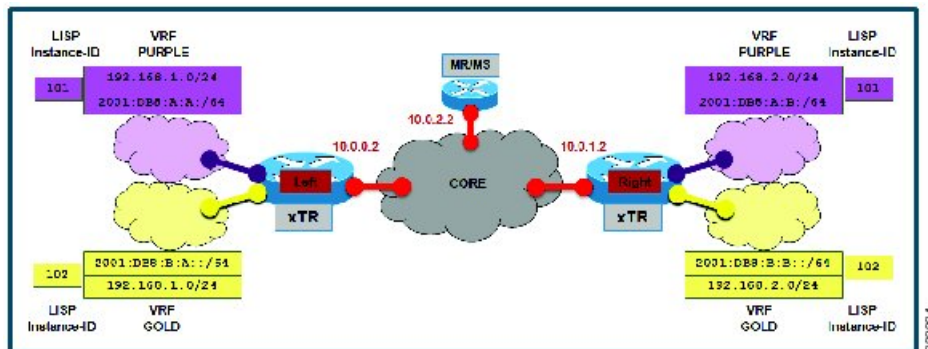 LISP
Instance-ID
VRF
PURPLE
101
192.168.1.0/24
2001:DB8:A:A:/64
MR/MS
10.0.2.2
VRF
PURPLE
LISP
Instance-ID
192.168.2.0/24
2001:DB8:A:B:/64
101
10.0.0.2
10.0.1.2
Left
xTR
CORE
Right
xTR
102
2001:DB8:B:A::/64
192.168.1.0/24
2001:DB8:B:B::/64
192.168.2.0/24
102
LISP
Instance-ID
VRF
GOLD
VRF
GOLD
LISP
Instance-ID